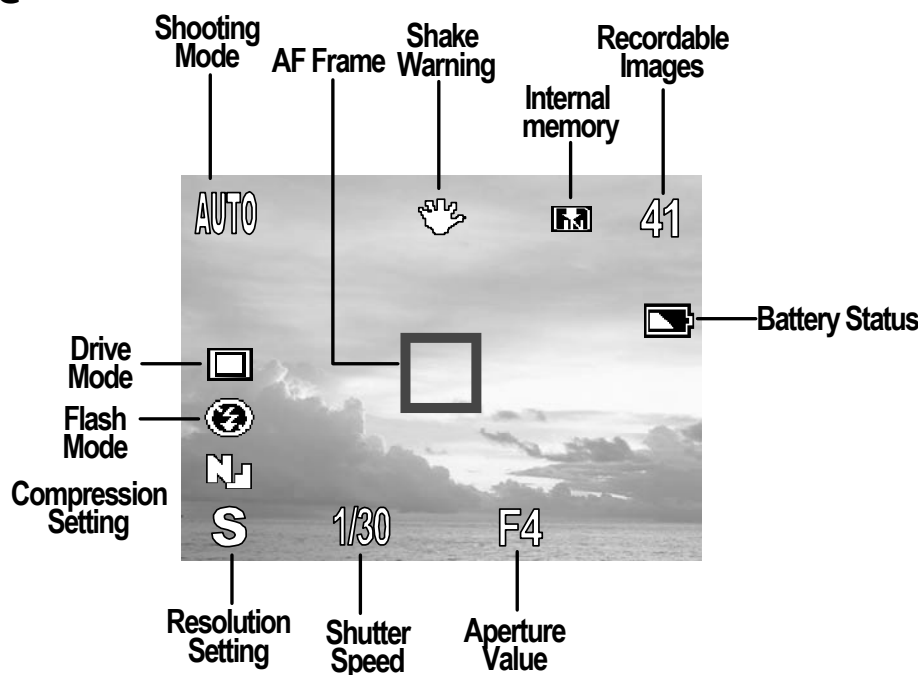 Shooting
Mode
AF Frame
Shake
Warning
Recordable
Images
Internal
memory
AUTO
41
Battery Status
Drive
Mode
Flash
Mode
Compression
Setting
N
S
1/30
F4
Resolution
Setting
Shutter
Speed
Aperture
Value